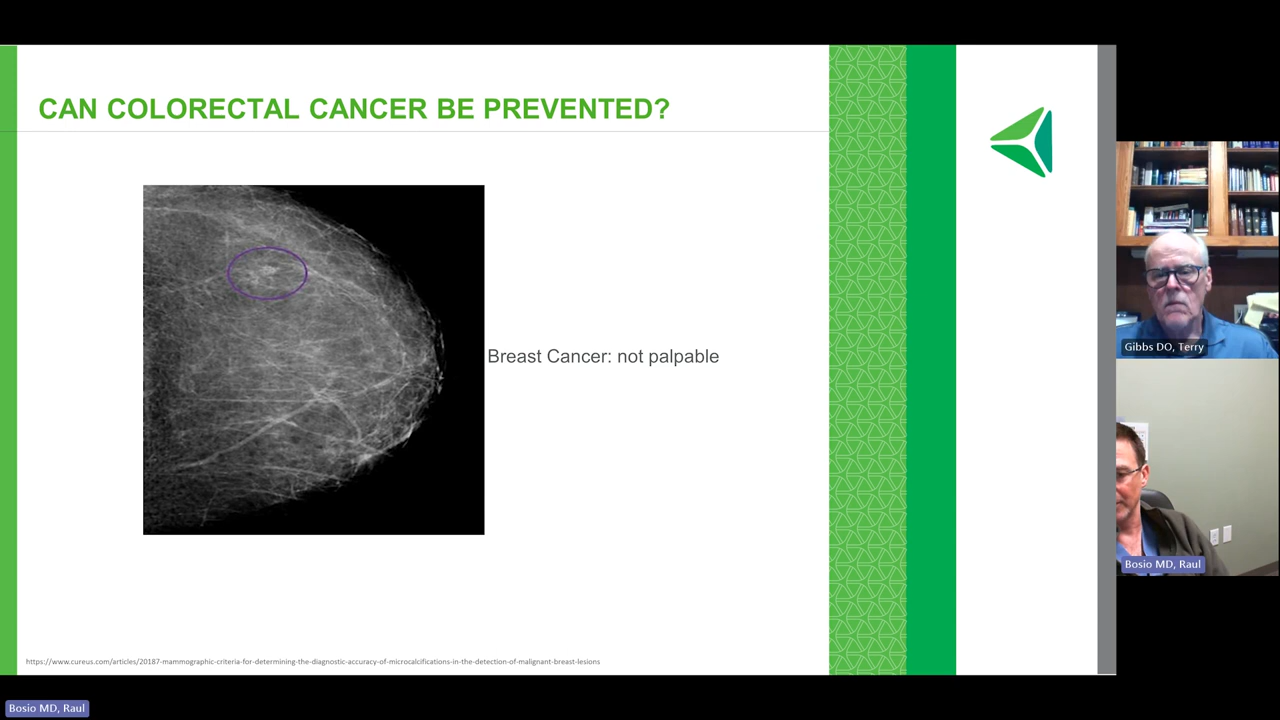 CAN COLORECTAL CANCER BE PREVENTED?
Breast Cancer: not palpable
https://www.cureus.com/articles/20187-mammographic-criteria-for-determining-the-diagnostic-accuracy-of-microcalcifications-in-the-detection-of-malignant-breast-lesions
Gibbs DO, Terry
Bosio MD, Raul
Bosio MD, Raul